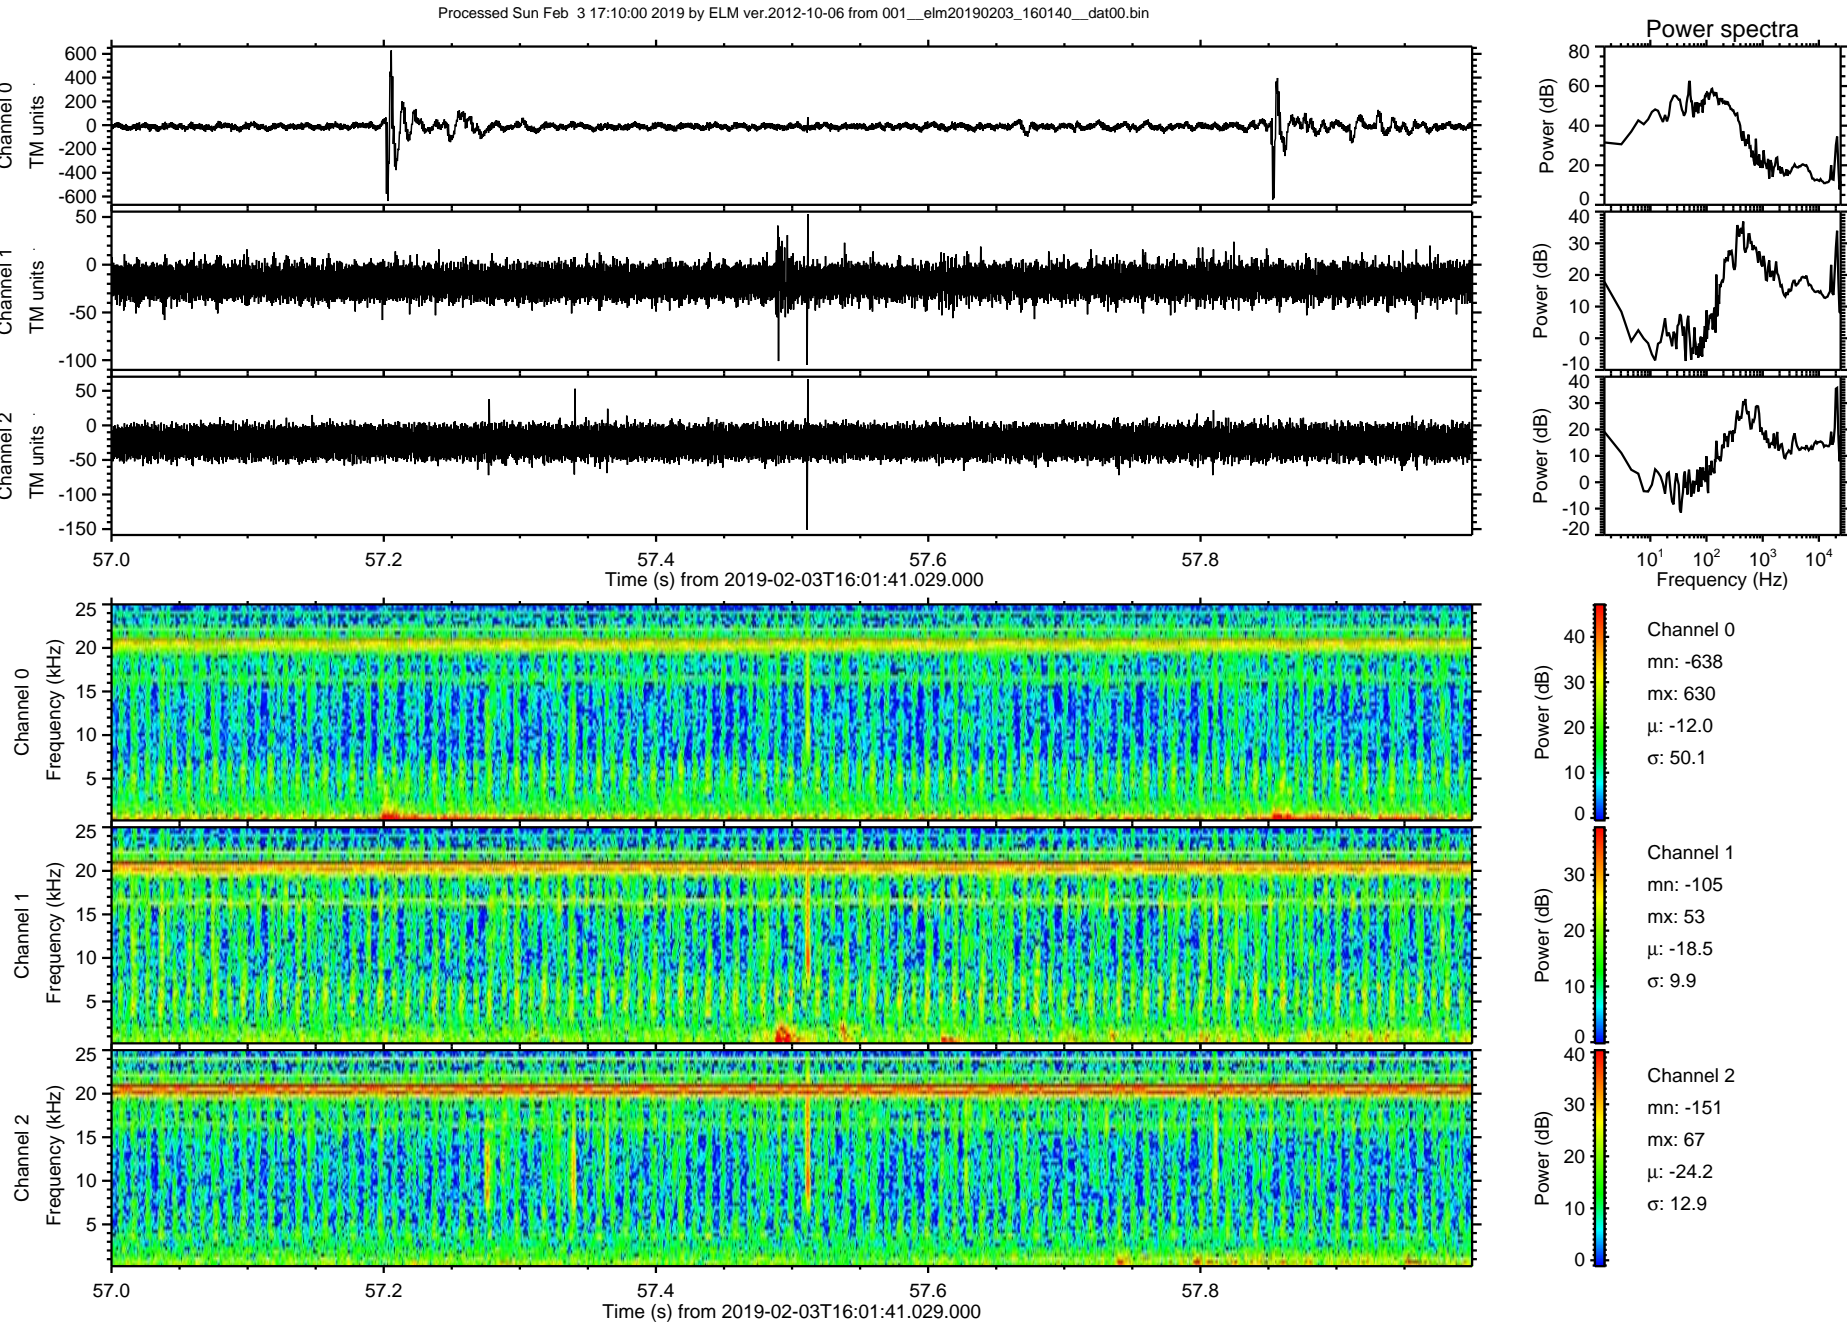 Processed Sun Feb  3 17:10:00 2019 by ELM ver.2012-10-06 from 001__elm20190203_160140__dat00.bin
Power spectra
Channel 0
TM units
600
400
200
0
-200
-400
-600
Power (dB)
80
60
40
20
0
Channel 1
TM units
50
0
-50
-100
Power (dB)
40
30
20
10
0
-10
Channel 2
TM units
50
0
-50
-100
-150
Power (dB)
40
30
20
10
0
-10
-20
57.0 57.2 57.4 57.6 57.8
Time (s) from 2019-02-03T16:01:41.029.000
10¹ 10² 10³ 10⁴
Frequency (Hz)
Channel 0
Frequency (kHz)
25
20
15
10
5
Power (dB)
40
30
20
10
0
Channel 0
mn: -638
mx: 630
μ: -12.0
σ: 50.1
Channel 1
Frequency (kHz)
25
20
15
10
5
Power (dB)
30
20
10
0
Channel 1
mn: -105
mx: 53
μ: -18.5
σ: 9.9
Channel 2
Frequency (kHz)
25
20
15
10
5
Power (dB)
40
30
20
10
0
Channel 2
mn: -151
mx: 67
μ: -24.2
σ: 12.9
57.0 57.2 57.4 57.6 57.8
Time (s) from 2019-02-03T16:01:41.029.000